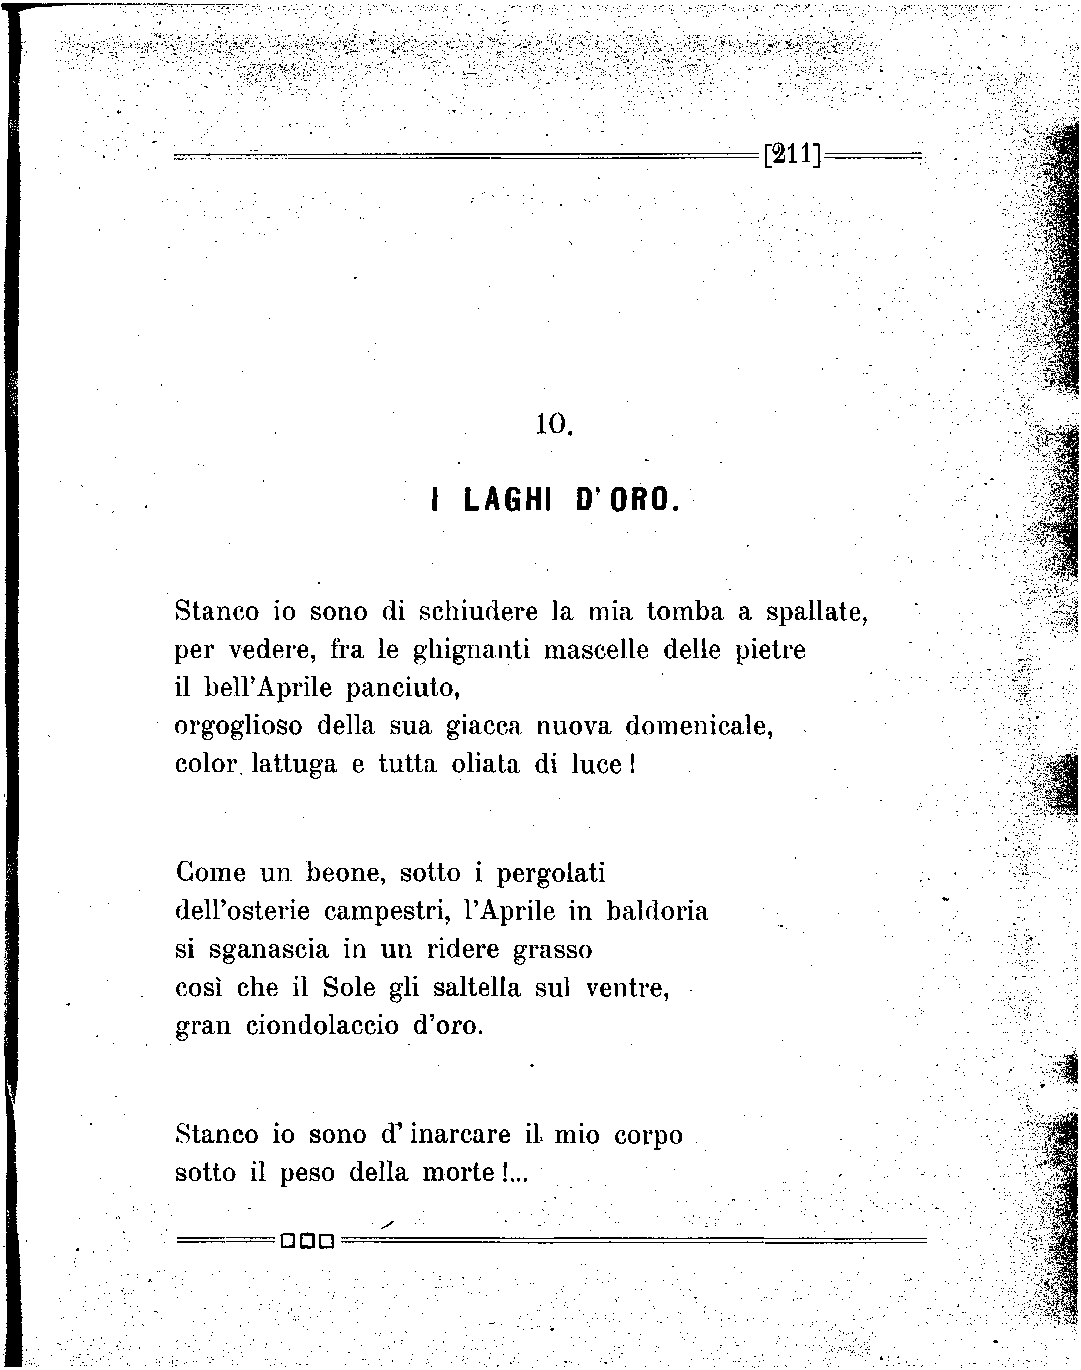 [211]
10.
I LAGHI D'ORO.
Stanco io sono di schiudere la mia tomba a spallate,
per vedere, fra le ghignanti mascelle delle pietre
il bell'Aprile panciuto,
orgoglioso della sua giacca nuova domenicale,
color lattuga e tutta oliata di luce!
Come un beone, sotto i pergolati
dell'osterie campestri, l'Aprile in baldoria
si sganascia in un ridere grasso
così che il Sole gli saltella sul ventre,
gran ciondolaccio d'oro.
Stanco io sono d'inarcare il mio corpo
sotto il peso della morte!...